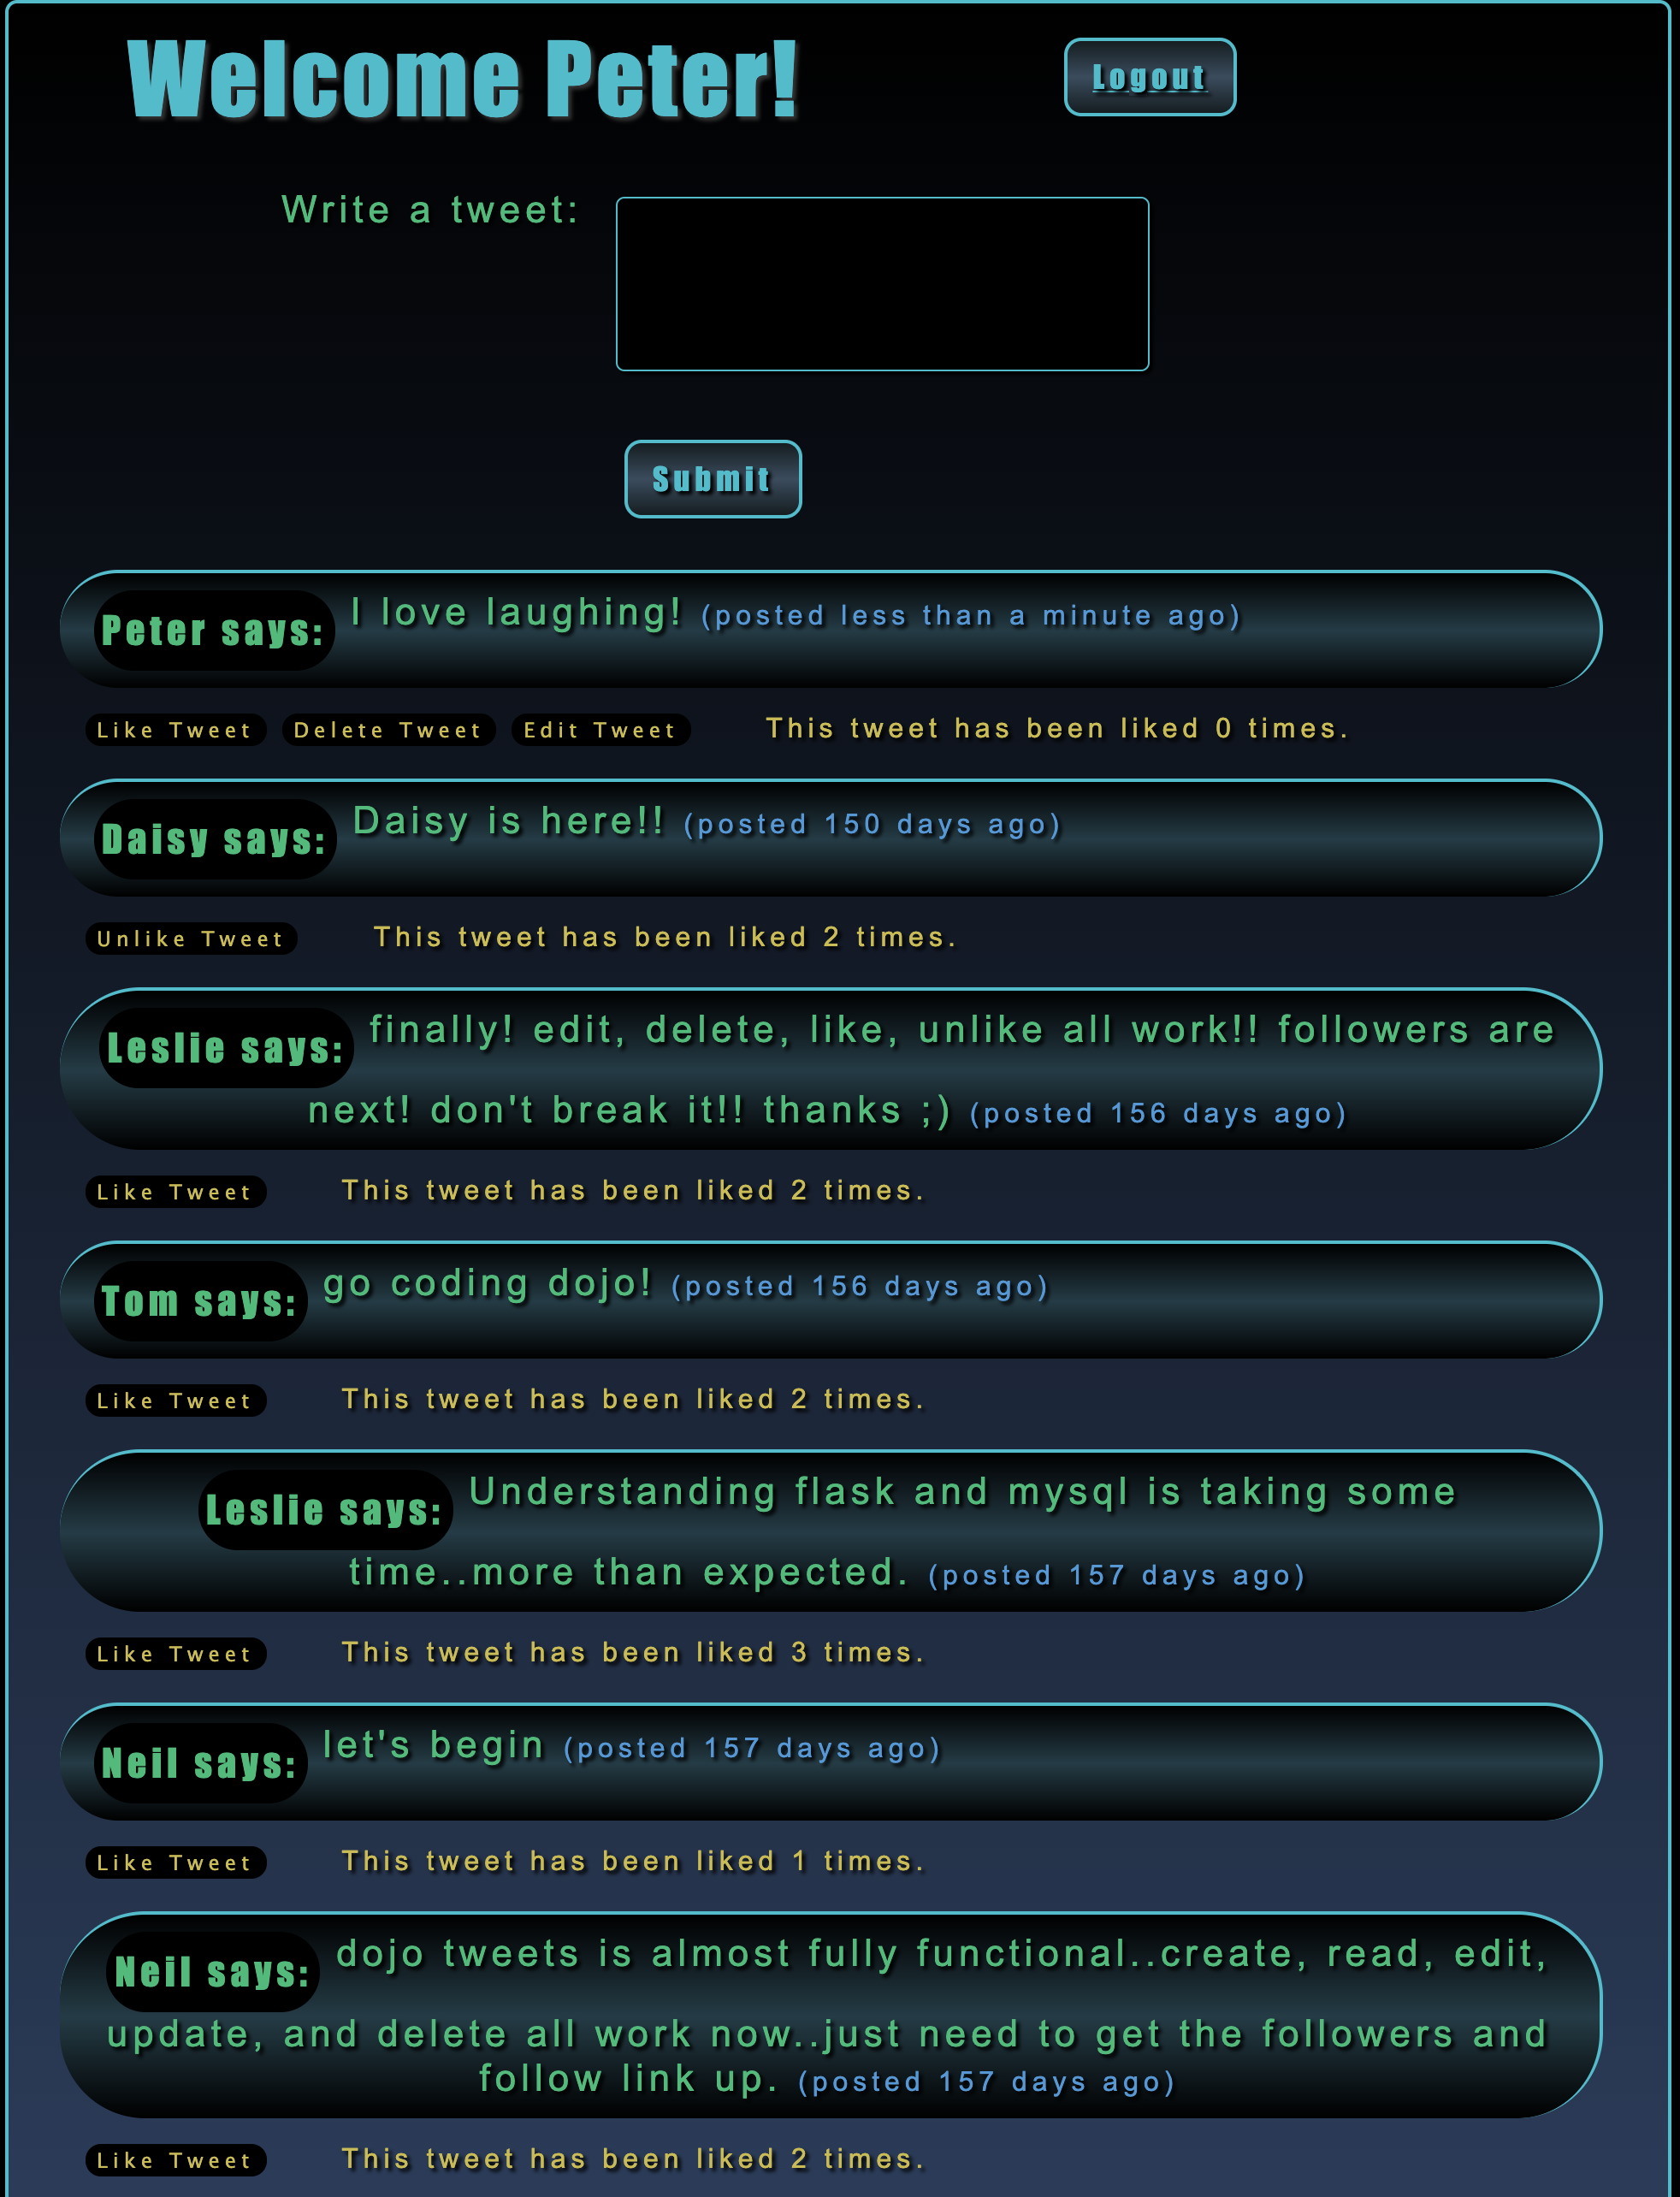 Welcome Peter!
Logout
Write a tweet:
Submit
Peter says: I love laughing! (posted less than a minute ago)
Like Tweet Delete Tweet Edit Tweet This tweet has been liked 0 times.
Daisy says: Daisy is here!! (posted 150 days ago)
Unlike Tweet This tweet has been liked 2 times.
Leslie says: finally! edit, delete, like, unlike all work!! followers are
next! don't break it!! thanks ;) (posted 156 days ago)
Like Tweet This tweet has been liked 2 times.
Tom says: go coding dojo! (posted 156 days ago)
Like Tweet This tweet has been liked 2 times.
Leslie says: Understanding flask and mysql is taking some
time..more than expected. (posted 157 days ago)
Like Tweet This tweet has been liked 3 times.
Neil says: let's begin (posted 157 days ago)
Like Tweet This tweet has been liked 1 times.
Neil says: dojo tweets is almost fully functional..create, read, edit,
update, and delete all work now..just need to get the followers and
follow link up. (posted 157 days ago)
Like Tweet This tweet has been liked 2 times.